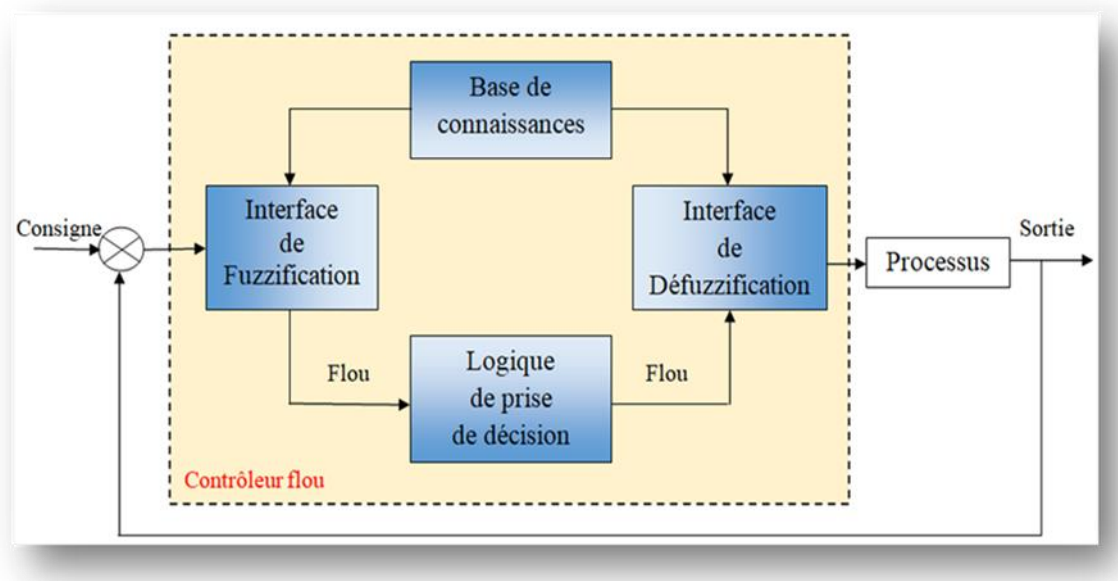 Base de
connaissances
Consigne
Interface
de
Fuzzification
Interface
de
Défuzzification
Sortie
Processus
Flou
Logique
de prise
de décision
Flou
Contrôleur flou